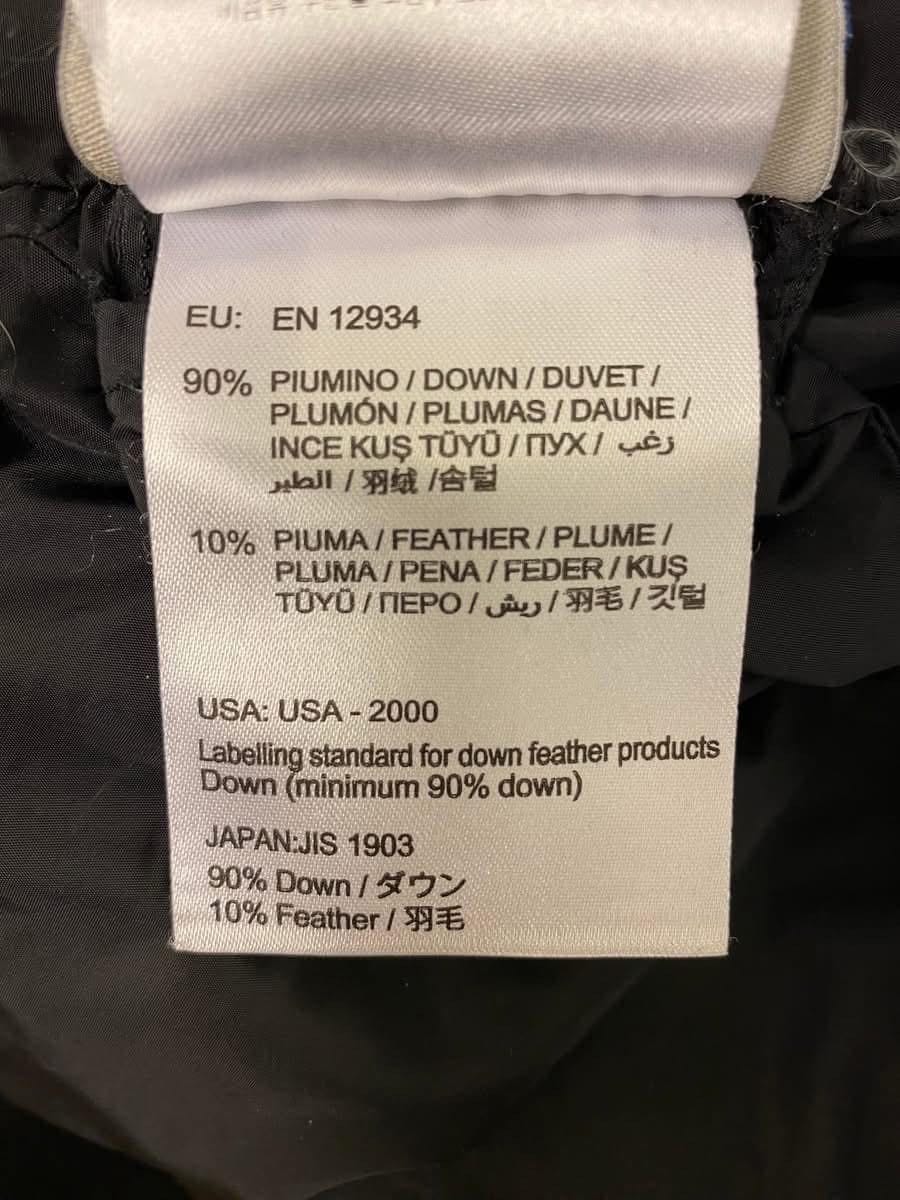 EU: EN 12934
90% PIUMINO / DOWN / DUVET /
PLUMÓN / PLUMAS / DAUNE /
INCE KUŞ TÜYÜ / ПУХ / زغب
الطير / 羽绒 /솜털
10% PIUMA / FEATHER / PLUME /
PLUMA / PENA / FEDER / KUŞ
TÜYÜ / ПЕРО / ريش / 羽毛 / 깃털
USA: USA - 2000
Labelling standard for down feather products
Down (minimum 90% down)
JAPAN:JIS 1903
90% Down / ダウン
10% Feather / 羽毛